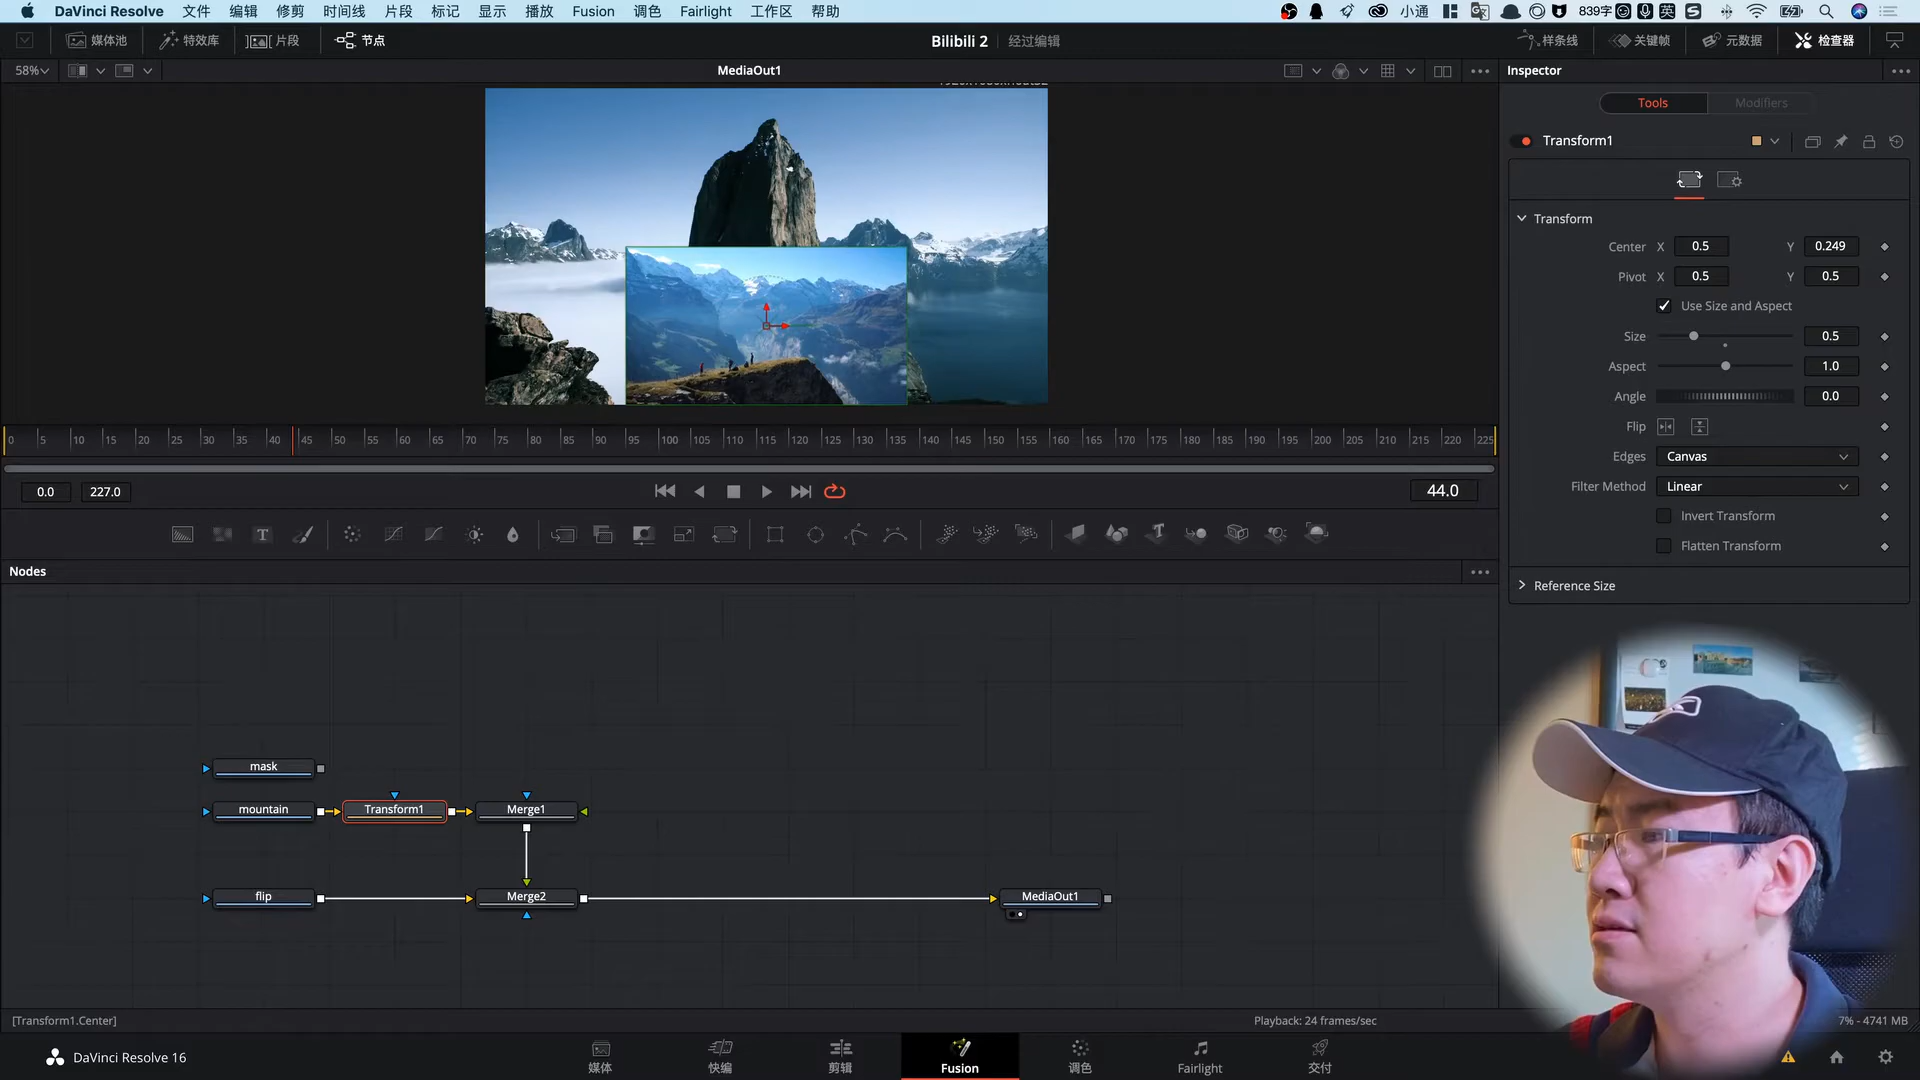 DaVinci Resolve 文件 编辑 修剪 时间线 片段 标记 显示 播放 Fusion 调色 Fairlight 工作区 帮助 小通 839字 英
媒体池 特效库 片段 节点 Bilibili 2 经过编辑 样条线 关键帧 元数据 检查器
58% MediaOut1 Inspector
Tools Modifiers
Transform1
Transform
Center X 0.5 Y 0.249
Pivot X 0.5 Y 0.5
Use Size and Aspect
Size 0.5
Aspect 1.0
Angle 0.0
Flip
Edges Canvas
Filter Method Linear
Invert Transform
Flatten Transform
Reference Size
0 5 10 15 20 25 30 35 40 45 50 55 60 65 70 75 80 85 90 95 100 105 110 115 120 125 130 135 140 145 150 155 160 165 170 175 180 185 190 195 200 205 210 215 220 225
0.0 227.0 44.0
Nodes
mask
mountain Transform1 Merge1
flip Merge2 MediaOut1
[Transform1.Center] Playback: 24 frames/sec 7% - 4741 MB
DaVinci Resolve 16 媒体 快编 剪辑 Fusion 调色 Fairlight 交付